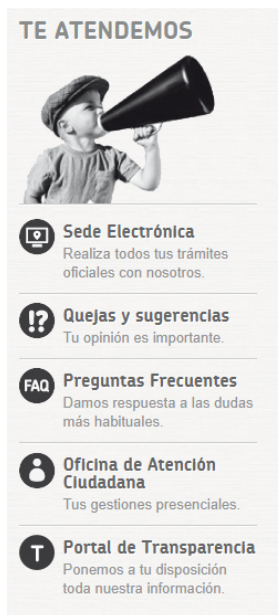 TE ATENDEMOS
Sede Electrónica
Realiza todos tus trámites
oficiales con nosotros.
!?
Quejas y sugerencias
Tu opinión es importante.
FAQ
Preguntas Frecuentes
Damos respuesta a las dudas
más habituales.
Oficina de Atención
Ciudadana
Tus gestiones presenciales.
T
Portal de Transparencia
Ponemos a tu disposición
toda nuestra información.